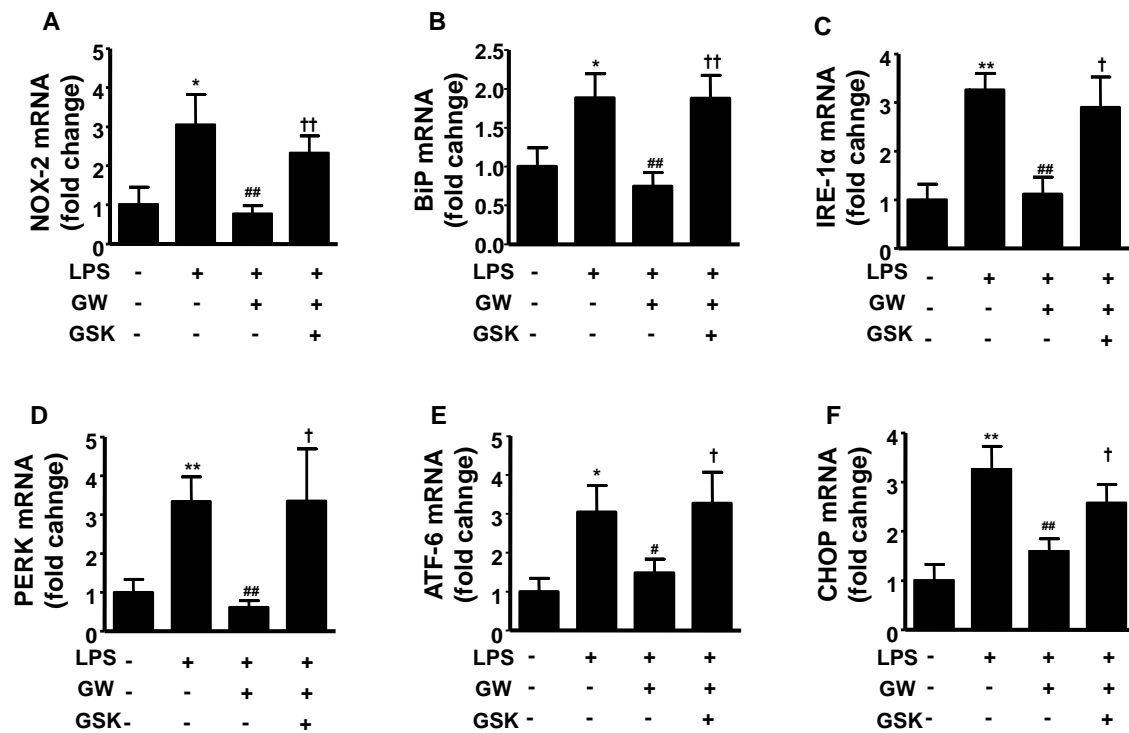 A
NOX-2 mRNA
(fold change)
5
4
3
2
1
0
*
##
††
LPS - + + +
GW - - + +
GSK - - - +
B
BiP mRNA
(fold cahnge)
2.5
2.0
1.5
1.0
0.5
0.0
*
##
††
LPS - + + +
GW - - + +
GSK - - - +
C
IRE-1α mRNA
(fold cahnge)
4
3
2
1
0
**
##
†
LPS - + + +
GW - - + +
GSK - - - +
D
PERK mRNA
(fold cahnge)
5
4
3
2
1
0
**
##
†
LPS - + + +
GW - - + +
GSK - - - +
E
ATF-6 mRNA
(fold cahnge)
5
4
3
2
1
0
*
#
†
LPS - + + +
GW - - + +
GSK - - - +
F
CHOP mRNA
(fold cahnge)
4
3
2
1
0
**
##
†
LPS - + + +
GW - - + +
GSK - - - +